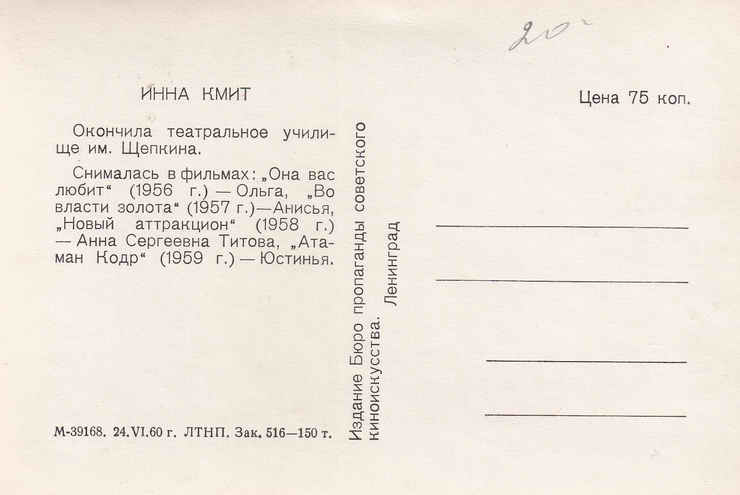 20
ИННА КМИТ
Окончила театральное учили-
ще им. Щепкина.
Снималась в фильмах: „Она вас
любит“ (1956 г.) — Ольга, „Во
власти золота“ (1957 г.)—Анисья,
„Новый аттракцион“ (1958 г.)
— Анна Сергеевна Титова, „Ата-
ман Кодр“ (1959 г.) — Юстинья.
М-39168. 24.VI.60 г. ЛТНП. Зак. 516—150 т.
Издание Бюро пропаганды советского
киноискусства.
Ленинград
Цена 75 коп.